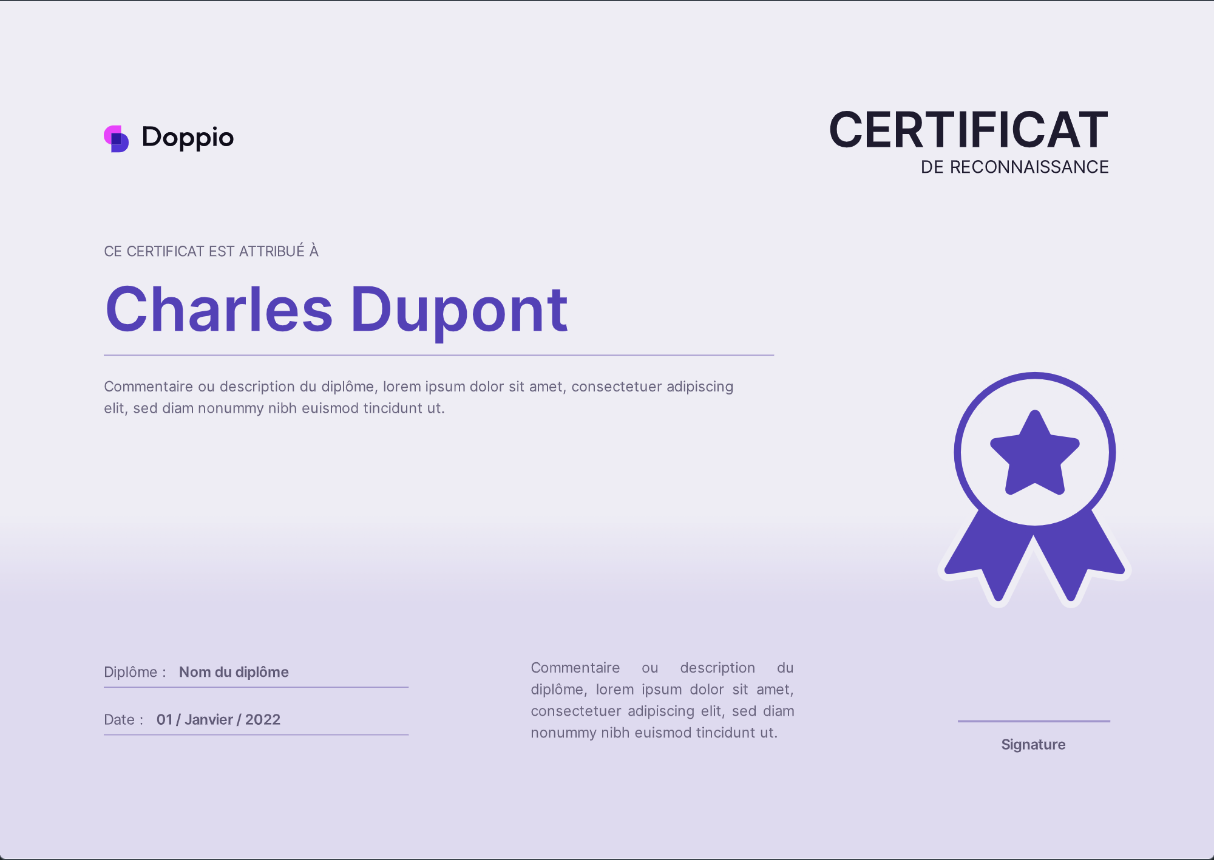 Doppio
CERTIFICAT
DE RECONNAISSANCE
CE CERTIFICAT EST ATTRIBUÉ À
Charles Dupont
Commentaire ou description du diplôme, lorem ipsum dolor sit amet, consectetuer adipiscing
elit, sed diam nonummy nibh euismod tincidunt ut.
Diplôme : Nom du diplôme
Date : 01 / Janvier / 2022
Commentaire ou description du
diplôme, lorem ipsum dolor sit amet,
consectetuer adipiscing elit, sed diam
nonummy nibh euismod tincidunt ut.
Signature